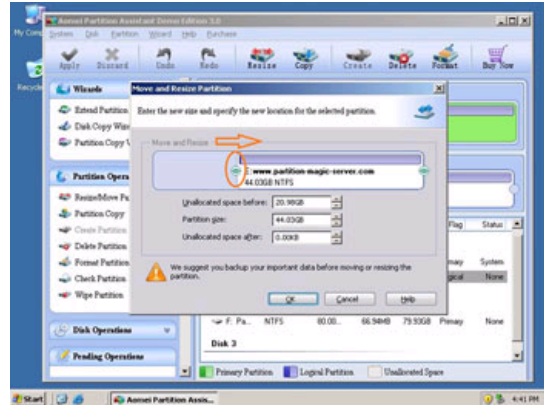 Aomei Partition Assistant Demo Edition 3.0
My Comp
System Disk Partition Wizard Help Purchase
Apply Discard Undo Redo Resize Copy Create Delete Format Buy Now
Recycle
Wizards
Extend Partition
Disk Copy Wiza
Partition Copy W
Move and Resize Partition
Enter the new size and specify the new location for the selected partition.
Move and Resize
E: www.partition-magic-server.com
44.03GB NTFS
Unallocated space before: 20.98GB
Partition size: 44.03GB
Unallocated space after: 0.00KB
We suggest you backup your important data before moving or resizing the
partition.
OK Cancel Help
Partition Opera
Resize/Move Pa
Partition Copy
Create Partition
Delete Partition
Format Partition
Check Partition
Wipe Partition
Disk Operations
Pending Operations
Flag Status
mary System
gical None
F: Pa... NTFS 80.00... 66.94MB 79.93GB Primary None
Disk 3
Primary Partition Logical Partition Unallocated Space
Start Aomei Partition Assis... 4:41 PM